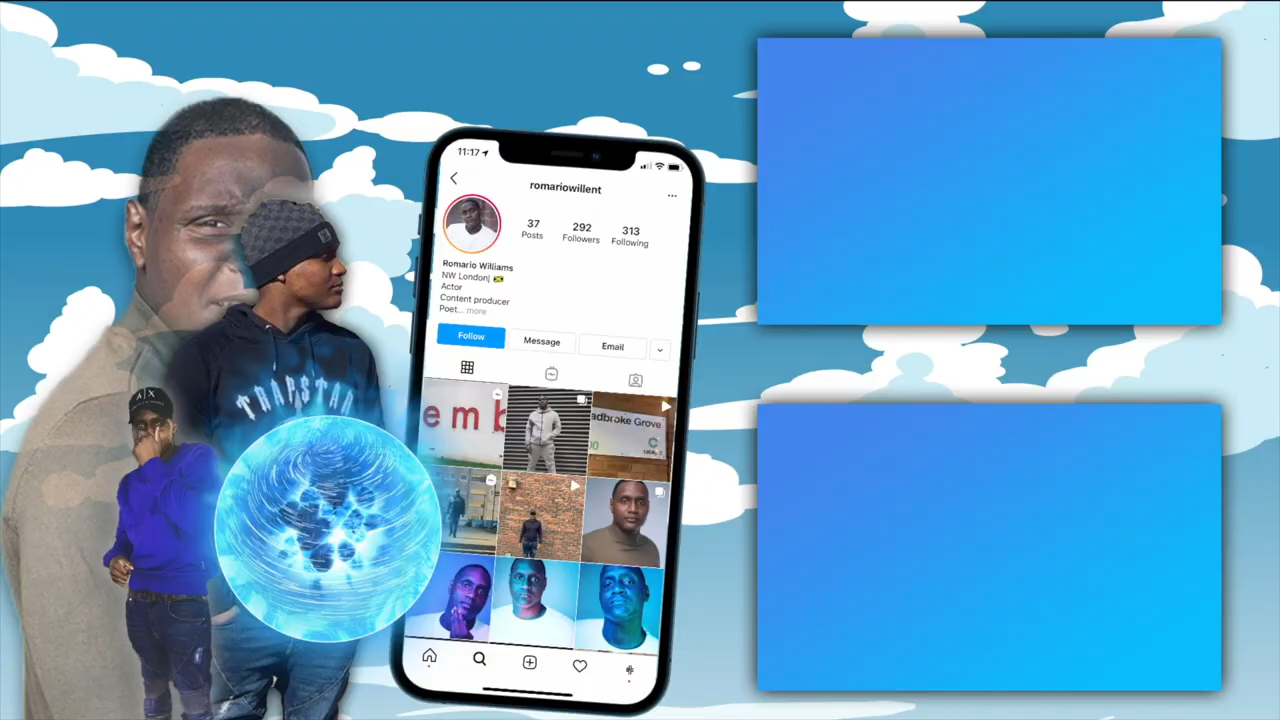 11:17
romariowillent
37 292 313
Posts Followers Following
Romario Williams
NW London|
Actor
Content producer
Poet... more
Follow Message Email
A X
TRAPSTAR
emb
adbroke Grove